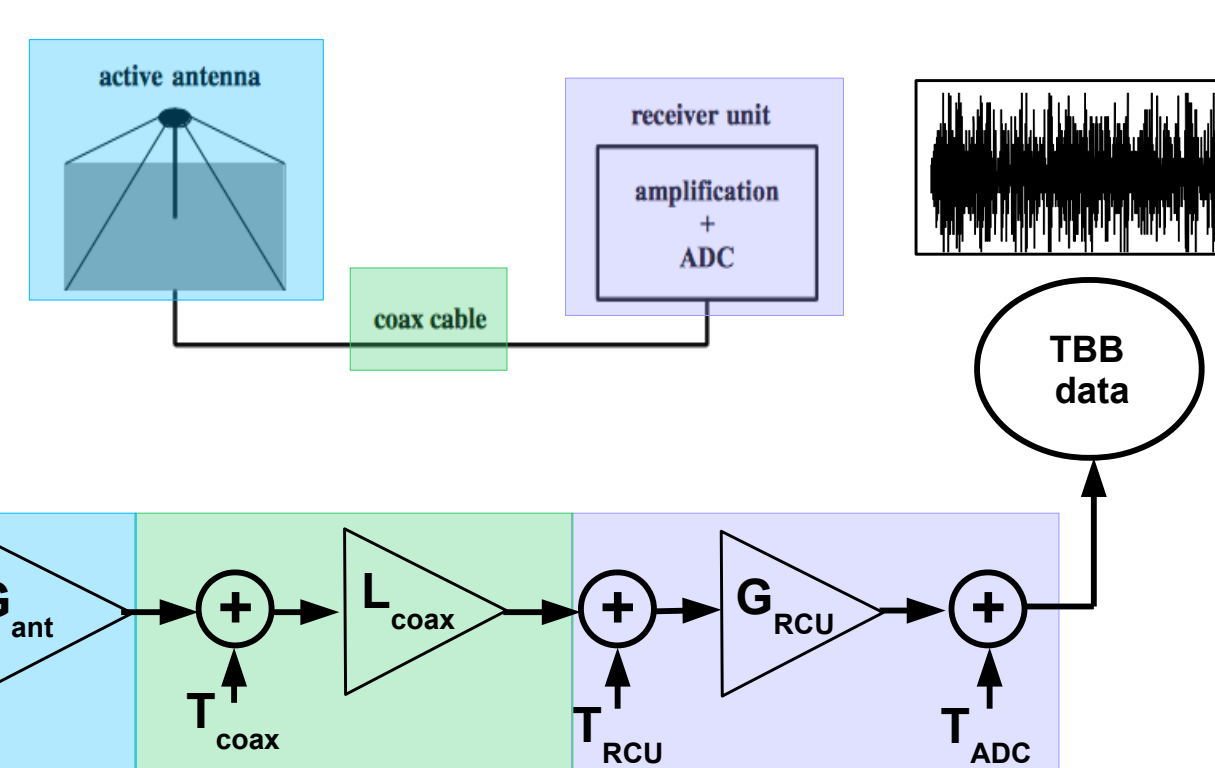 active antenna
receiver unit
amplification
+
ADC
coax cable
TBB
data
G
ant
+
L
coax
+
G
RCU
+
T
coax
T
RCU
T
ADC